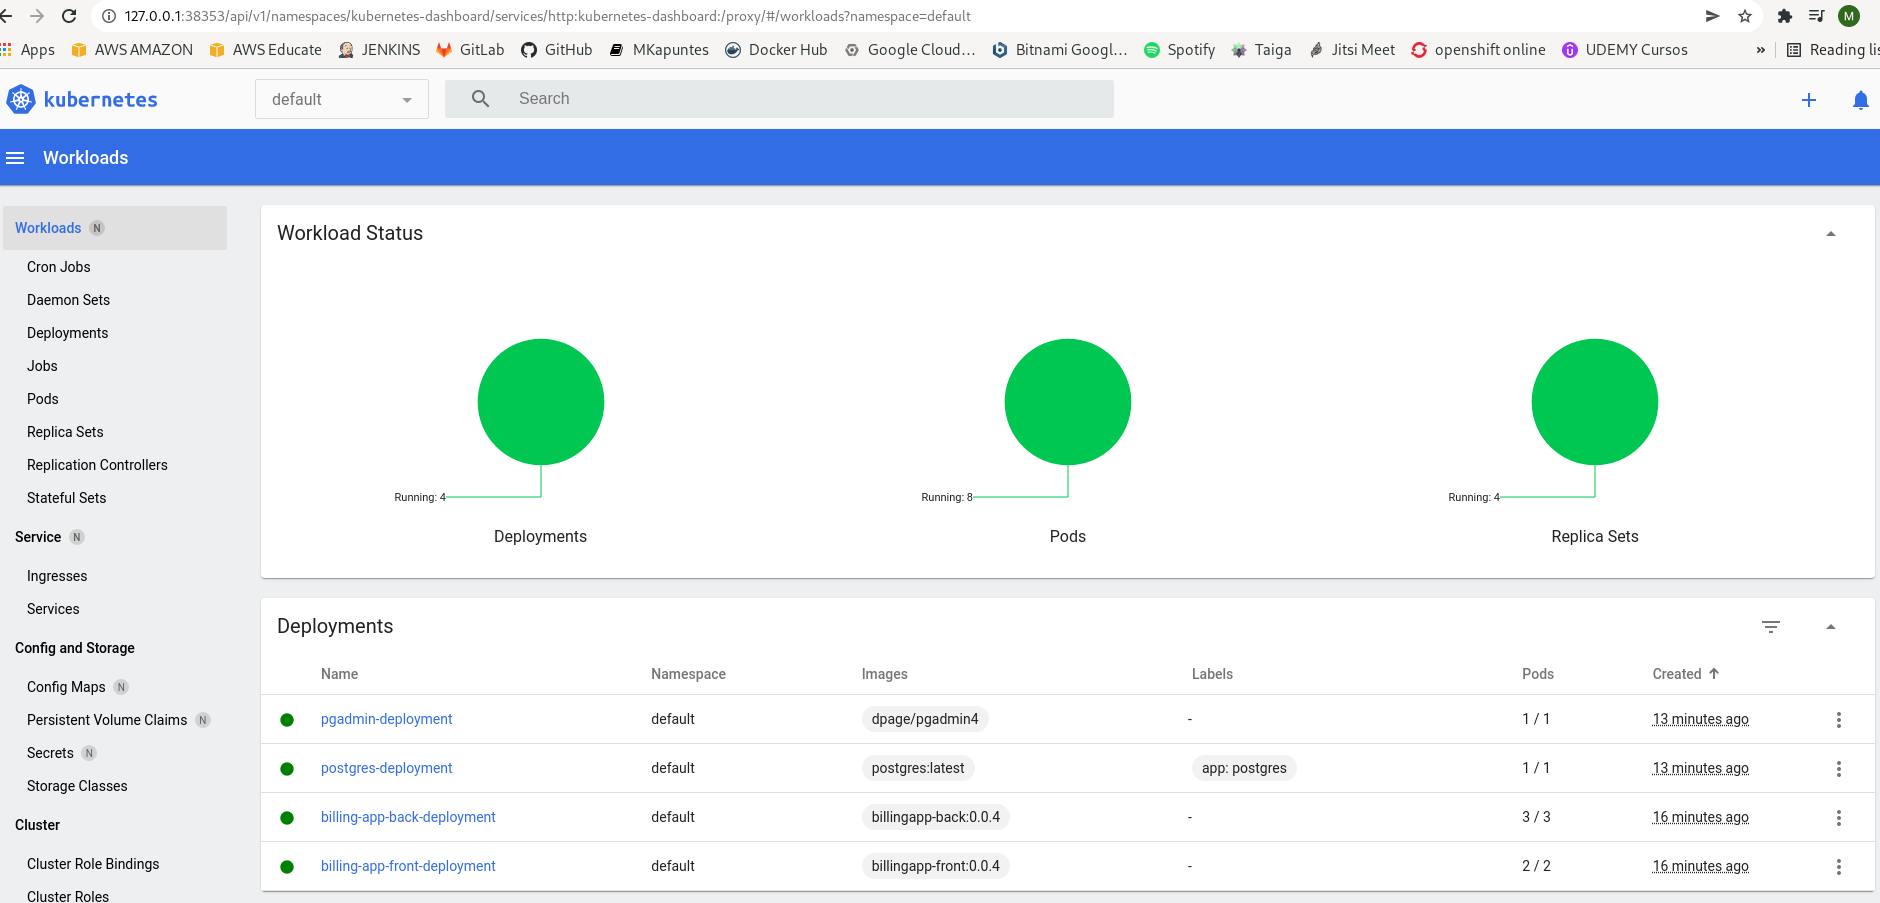 127.0.0.1:38353/api/v1/namespaces/kubernetes-dashboard/services/http:kubernetes-dashboard:/proxy/#/workloads?namespace=default
M
Apps AWS AMAZON AWS Educate JENKINS GitLab GitHub MKapuntes Docker Hub Google Cloud… Bitnami Googl… Spotify Taiga Jitsi Meet openshift online UDEMY Cursos » Reading lis
kubernetes default Search
Workloads
Workloads N
Cron Jobs
Daemon Sets
Deployments
Jobs
Pods
Replica Sets
Replication Controllers
Stateful Sets
Service N
Ingresses
Services
Config and Storage
Config Maps N
Persistent Volume Claims N
Secrets N
Storage Classes
Cluster
Cluster Role Bindings
Cluster Roles
Workload Status
Running: 4 Running: 8 Running: 4
Deployments Pods Replica Sets
Deployments
Name Namespace Images Labels Pods Created
pgadmin-deployment default dpage/pgadmin4 - 1 / 1 13 minutes ago
postgres-deployment default postgres:latest app: postgres 1 / 1 13 minutes ago
billing-app-back-deployment default billingapp-back:0.0.4 - 3 / 3 16 minutes ago
billing-app-front-deployment default billingapp-front:0.0.4 - 2 / 2 16 minutes ago